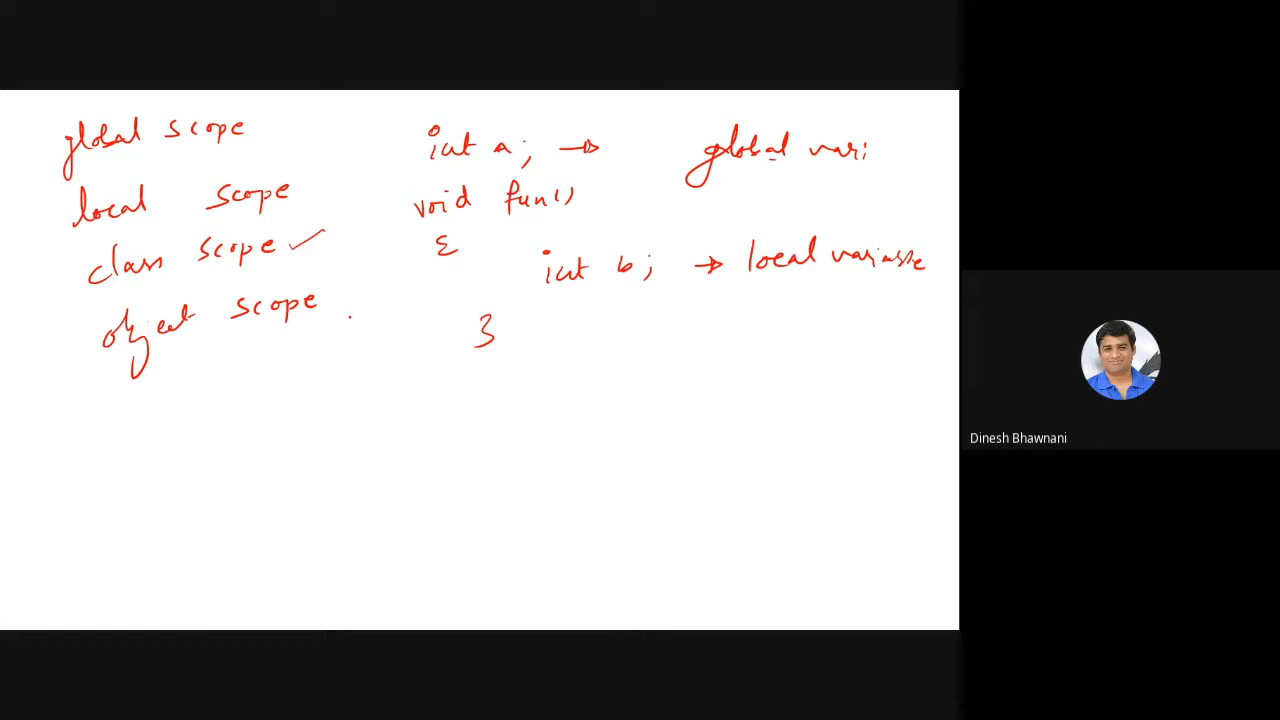 global scope
local scope
class scope ✓
object scope
int a; → global vari
void fun()
{
int b; → local variable
}
Dinesh Bhawnani